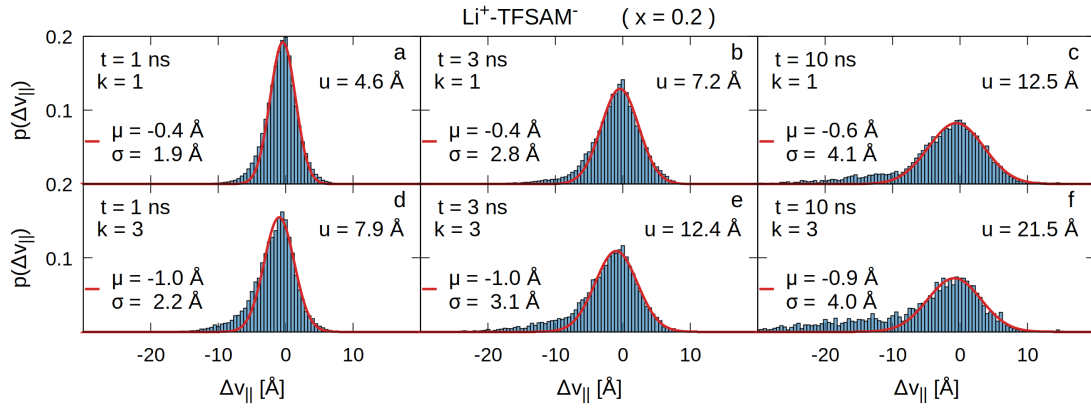 Li⁺-TFSAM⁻ ( x = 0.2 )
p(Δv||)
0.2
0.1
t = 1 ns
k = 1
a
u = 4.6 Å
μ = -0.4 Å
σ = 1.9 Å
t = 3 ns
k = 1
b
u = 7.2 Å
μ = -0.4 Å
σ = 2.8 Å
t = 10 ns
k = 1
c
u = 12.5 Å
μ = -0.6 Å
σ = 4.1 Å
p(Δv||)
0.2
0.1
t = 1 ns
k = 3
d
u = 7.9 Å
μ = -1.0 Å
σ = 2.2 Å
t = 3 ns
k = 3
e
u = 12.4 Å
μ = -1.0 Å
σ = 3.1 Å
t = 10 ns
k = 3
f
u = 21.5 Å
μ = -0.9 Å
σ = 4.0 Å
-20 -10 0 10 -20 -10 0 10 -20 -10 0 10
Δv|| [Å] Δv|| [Å] Δv|| [Å]